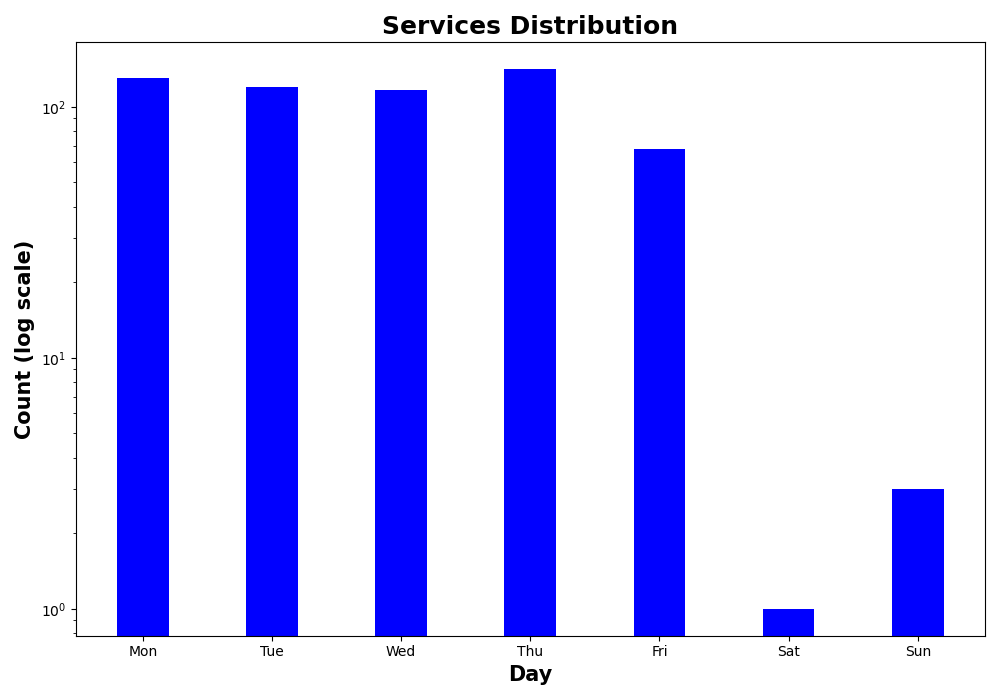 Services Distribution
Count (log scale)
10²
10¹
10⁰
Mon Tue Wed Thu Fri Sat Sun
Day